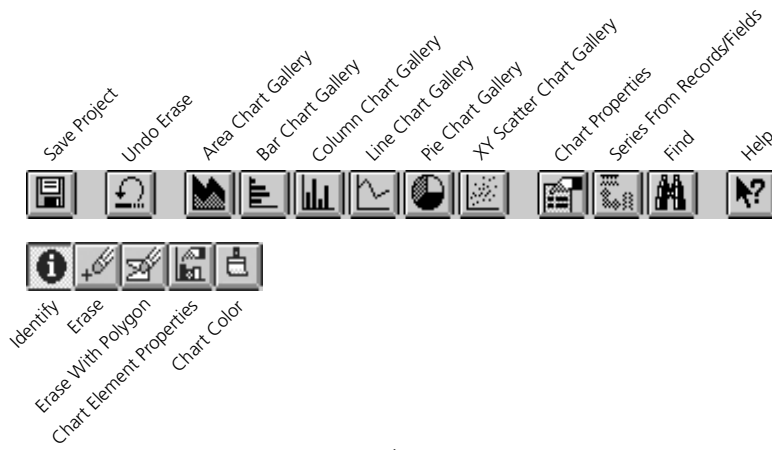 Save Project
Undo Erase
Area Chart Gallery
Bar Chart Gallery
Column Chart Gallery
Line Chart Gallery
Pie Chart Gallery
XY Scatter Chart Gallery
Chart Properties
Series From Records/Fields
Find
Help
Identify
Erase
Erase With Polygon
Chart Element Properties
Chart Color